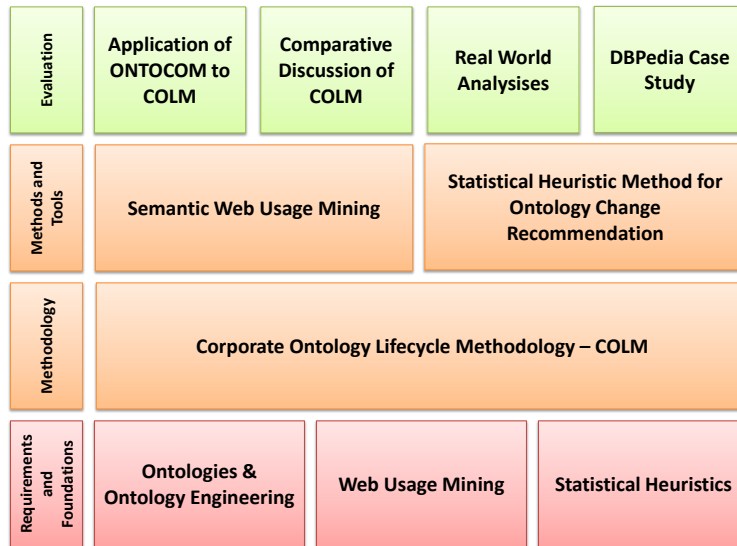 Evaluation
Application of
ONTOCOM to
COLM
Comparative
Discussion of
COLM
Real World
Analysises
DBPedia Case
Study
Methods and
Tools
Semantic Web Usage Mining
Statistical Heuristic Method for
Ontology Change
Recommendation
Methodology
Corporate Ontology Lifecycle Methodology – COLM
Requirements
and
Foundations
Ontologies &
Ontology Engineering
Web Usage Mining
Statistical Heuristics